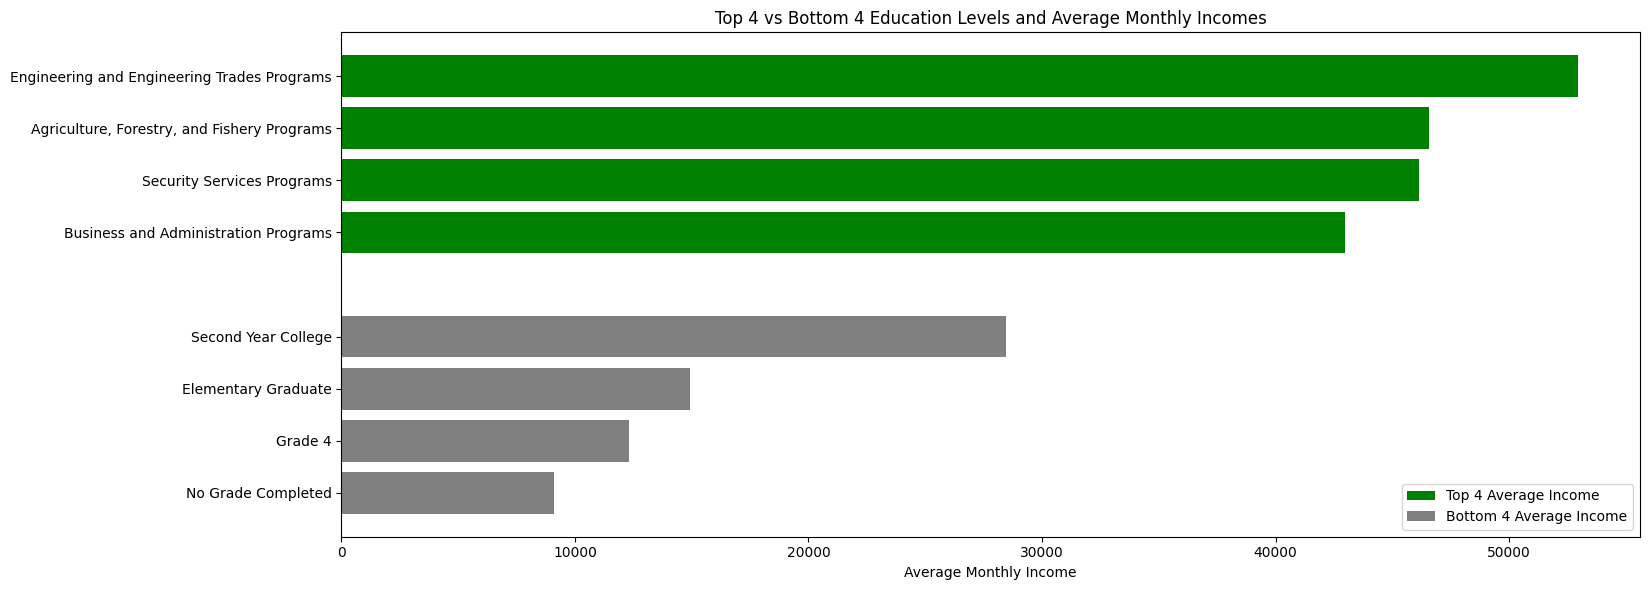 Top 4 vs Bottom 4 Education Levels and Average Monthly Incomes
Engineering and Engineering Trades Programs
Agriculture, Forestry, and Fishery Programs
Security Services Programs
Business and Administration Programs
Second Year College
Elementary Graduate
Grade 4
No Grade Completed
Top 4 Average Income
Bottom 4 Average Income
0 10000 20000 30000 40000 50000
Average Monthly Income